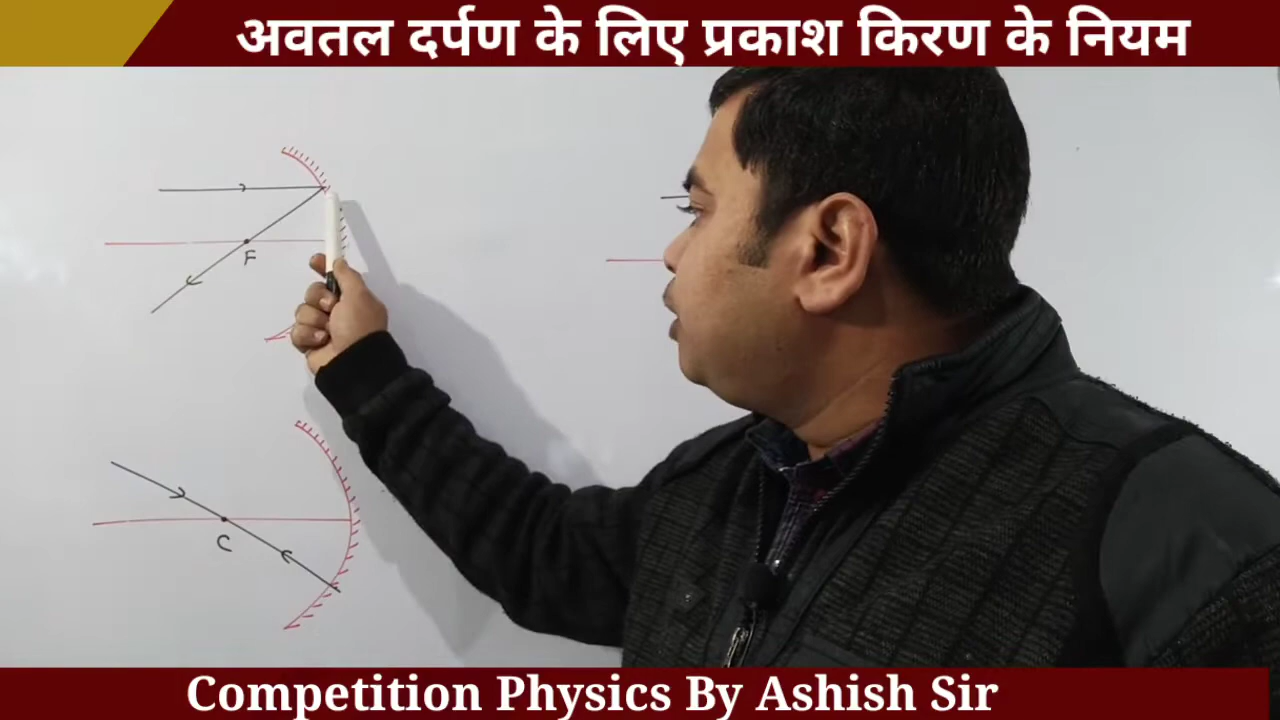 अवतल दर्पण के लिए प्रकाश किरण के नियम
F
C
Competition Physics By Ashish Sir